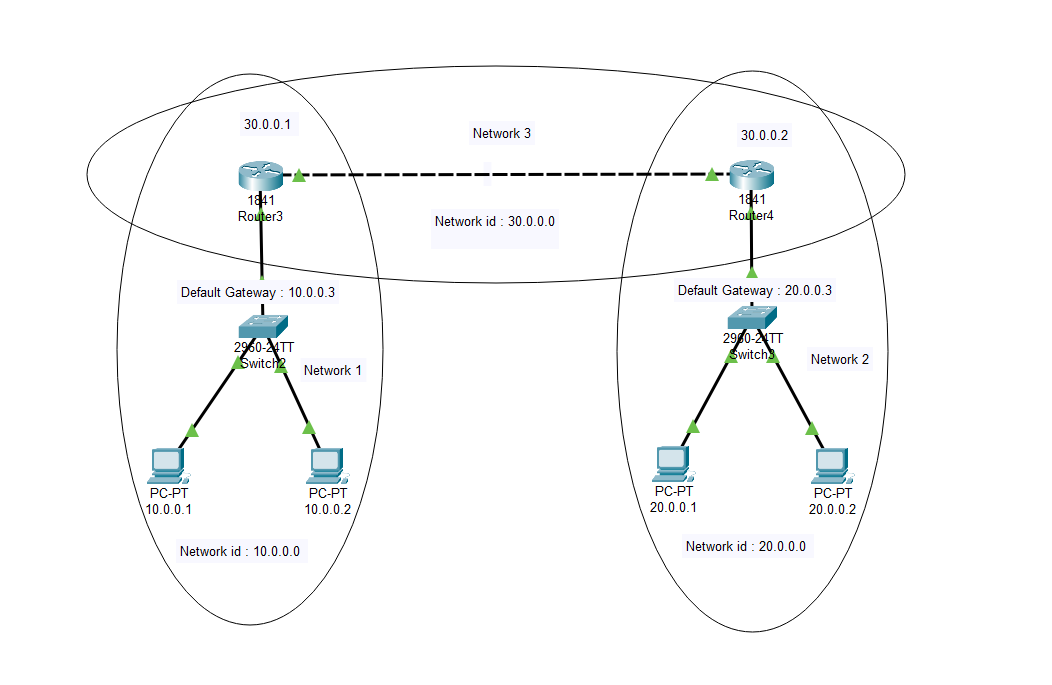 30.0.0.1
Network 3
30.0.0.2
1841
Router3
1841
Router4
Network id : 30.0.0.0
Default Gateway : 10.0.0.3
Default Gateway : 20.0.0.3
2960-24TT
Switch2
2960-24TT
Switch3
Network 1
Network 2
PC-PT
10.0.0.1
PC-PT
10.0.0.2
PC-PT
20.0.0.1
PC-PT
20.0.0.2
Network id : 10.0.0.0
Network id : 20.0.0.0